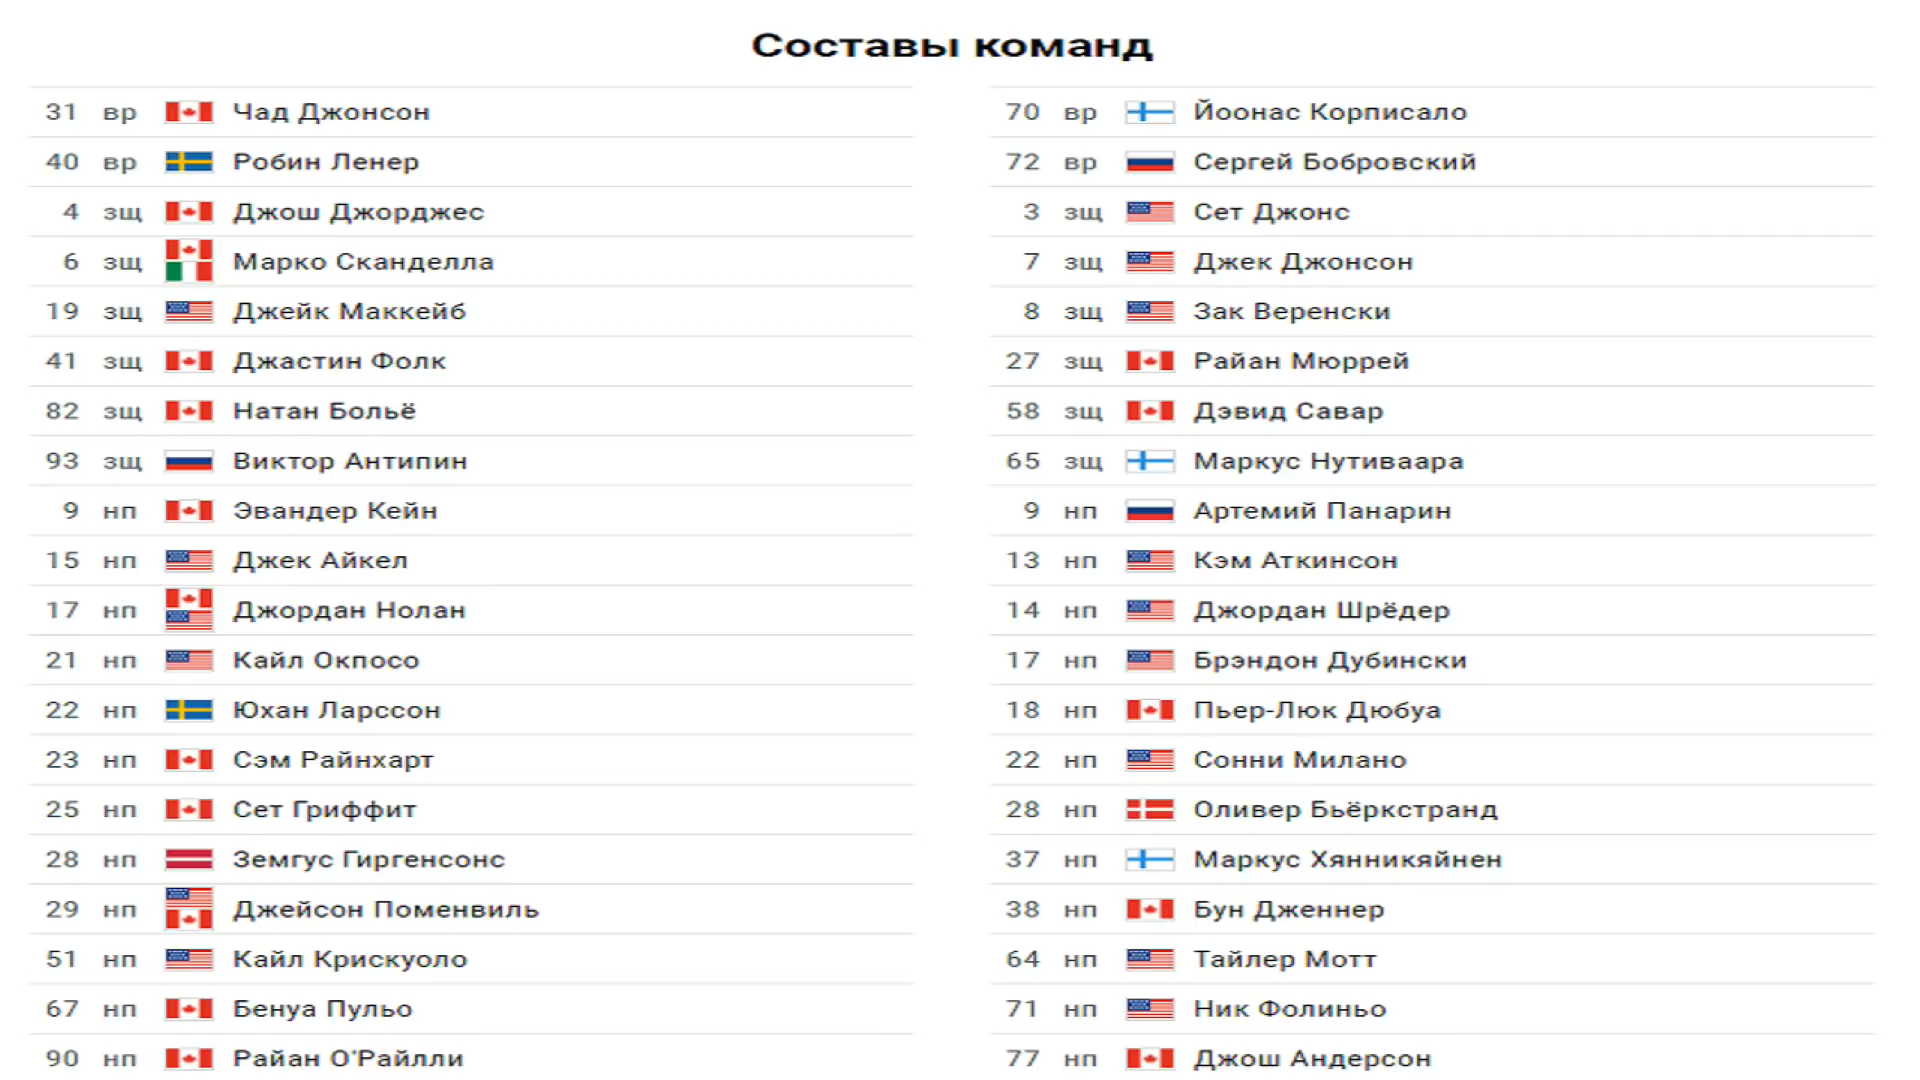 Составы команд
31 вр Чад Джонсон
40 вр Робин Ленер
4 зщ Джош Джорджес
6 зщ Марко Сканделла
19 зщ Джейк Маккейб
41 зщ Джастин Фолк
82 зщ Натан Больё
93 зщ Виктор Антипин
9 нп Эвандер Кейн
15 нп Джек Айкел
17 нп Джордан Нолан
21 нп Кайл Окпосо
22 нп Юхан Ларссон
23 нп Сэм Райнхарт
25 нп Сет Гриффит
28 нп Земгус Гиргенсонс
29 нп Джейсон Поменвиль
51 нп Кайл Крискуоло
67 нп Бенуа Пульо
90 нп Райан О'Райлли
70 вр Йоонас Корписало
72 вр Сергей Бобровский
3 зщ Сет Джонс
7 зщ Джек Джонсон
8 зщ Зак Веренски
27 зщ Райан Мюррей
58 зщ Дэвид Савар
65 зщ Маркус Нутиваара
9 нп Артемий Панарин
13 нп Кэм Аткинсон
14 нп Джордан Шрёдер
17 нп Брэндон Дубински
18 нп Пьер-Люк Дюбуа
22 нп Сонни Милано
28 нп Оливер Бьёркстранд
37 нп Маркус Хянникяйнен
38 нп Бун Дженнер
64 нп Тайлер Мотт
71 нп Ник Фолиньо
77 нп Джош Андерсон